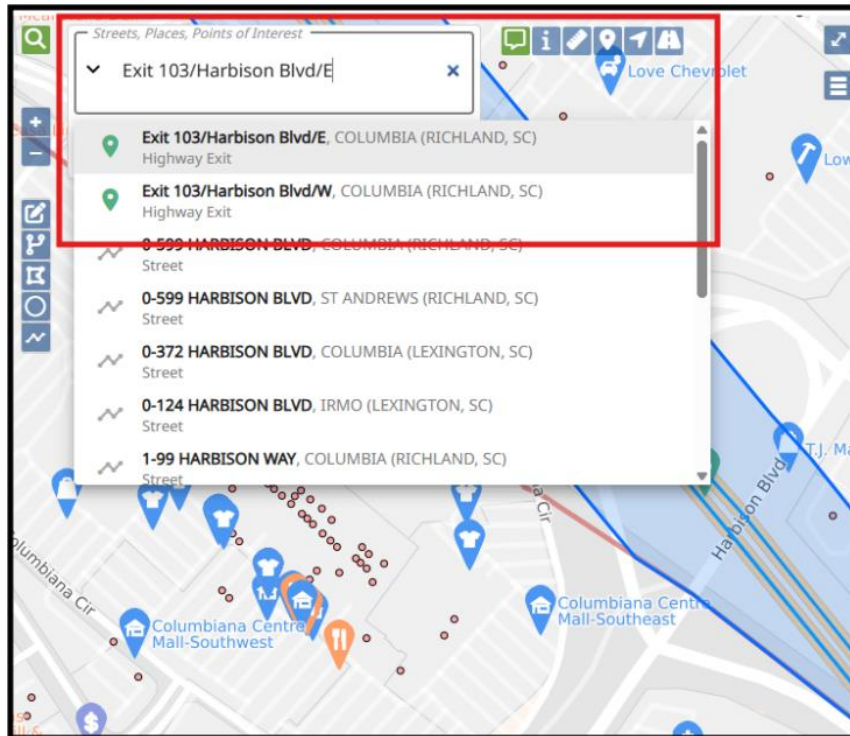 Streets, Places, Points of Interest
Exit 103/Harbison Blvd/E
Love Chevrolet
Exit 103/Harbison Blvd/E, COLUMBIA (RICHLAND, SC)
Highway Exit
Low
Exit 103/Harbison Blvd/W, COLUMBIA (RICHLAND, SC)
Highway Exit
0-599 HARBISON BLVD, COLUMBIA (RICHLAND, SC)
Street
0-599 HARBISON BLVD, ST ANDREWS (RICHLAND, SC)
Street
0-372 HARBISON BLVD, COLUMBIA (LEXINGTON, SC)
Street
0-124 HARBISON BLVD, IRMO (LEXINGTON, SC)
Street
1-99 HARBISON WAY, COLUMBIA (RICHLAND, SC)
Street
T.J. Ma
Harbison Blvd
a Cir
olumbiana Cir
Columbiana Centre
Mall-Southwest
Columbiana Centre
Mall-Southeast